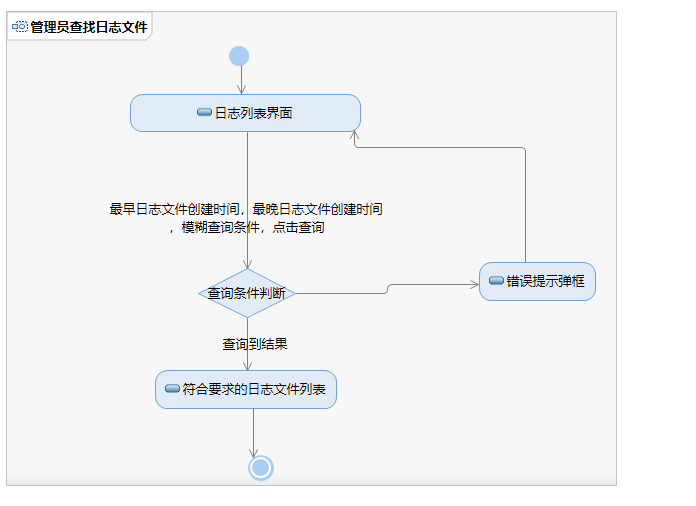 管理员查找日志文件
日志列表界面
最早日志文件创建时间，最晚日志文件创建时间
，模糊查询条件，点击查询
查询条件判断
错误提示弹框
查询到结果
符合要求的日志文件列表